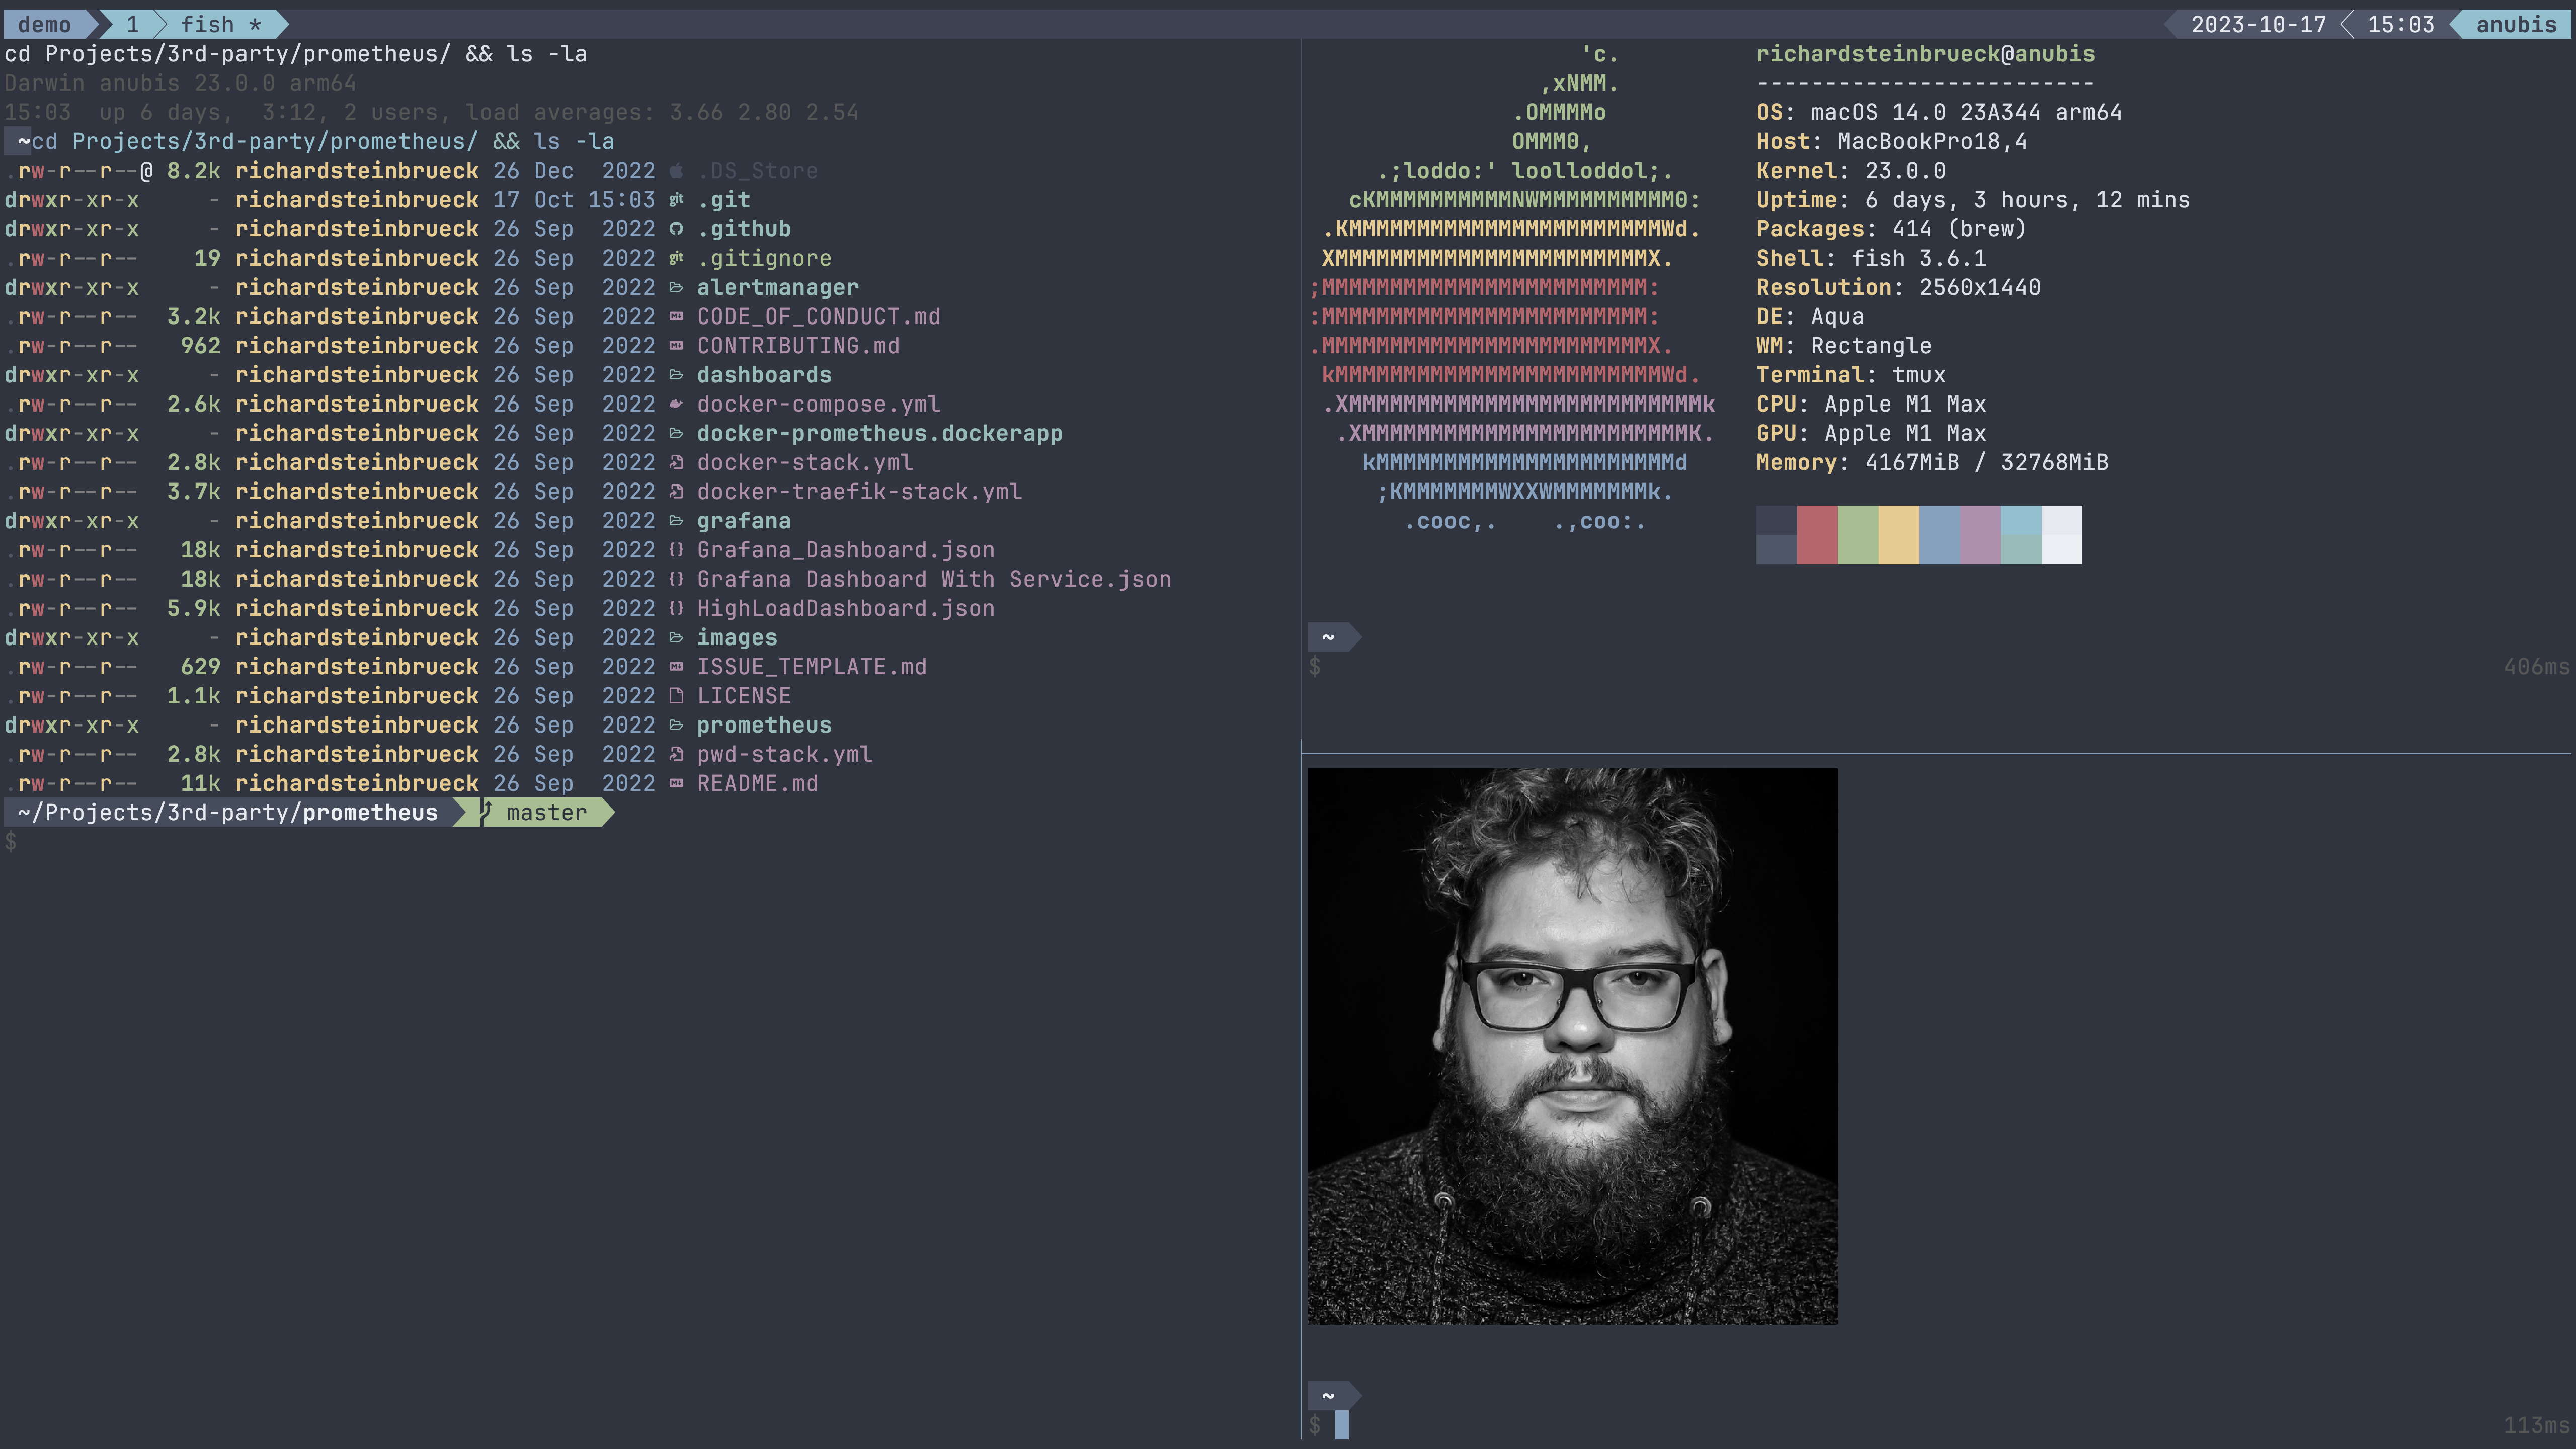 demo 1 fish * 2023-10-17 15:03 anubis
cd Projects/3rd-party/prometheus/ && ls -la
Darwin anubis 23.0.0 arm64
15:03  up 6 days,  3:12, 2 users, load averages: 3.66 2.80 2.54
~cd Projects/3rd-party/prometheus/ && ls -la
.rw-r--r--@ 8.2k richardsteinbrueck 26 Dec  2022 .DS_Store
drwxr-xr-x     - richardsteinbrueck 17 Oct 15:03 git .git
drwxr-xr-x     - richardsteinbrueck 26 Sep  2022 .github
.rw-r--r--    19 richardsteinbrueck 26 Sep  2022 git .gitignore
drwxr-xr-x     - richardsteinbrueck 26 Sep  2022 alertmanager
.rw-r--r--  3.2k richardsteinbrueck 26 Sep  2022 CODE_OF_CONDUCT.md
.rw-r--r--   962 richardsteinbrueck 26 Sep  2022 CONTRIBUTING.md
drwxr-xr-x     - richardsteinbrueck 26 Sep  2022 dashboards
.rw-r--r--  2.6k richardsteinbrueck 26 Sep  2022 docker-compose.yml
drwxr-xr-x     - richardsteinbrueck 26 Sep  2022 docker-prometheus.dockerapp
.rw-r--r--  2.8k richardsteinbrueck 26 Sep  2022 docker-stack.yml
.rw-r--r--  3.7k richardsteinbrueck 26 Sep  2022 docker-traefik-stack.yml
drwxr-xr-x     - richardsteinbrueck 26 Sep  2022 grafana
.rw-r--r--   18k richardsteinbrueck 26 Sep  2022 {} Grafana_Dashboard.json
.rw-r--r--   18k richardsteinbrueck 26 Sep  2022 {} Grafana Dashboard With Service.json
.rw-r--r--  5.9k richardsteinbrueck 26 Sep  2022 {} HighLoadDashboard.json
drwxr-xr-x     - richardsteinbrueck 26 Sep  2022 images
.rw-r--r--   629 richardsteinbrueck 26 Sep  2022 ISSUE_TEMPLATE.md
.rw-r--r--  1.1k richardsteinbrueck 26 Sep  2022 LICENSE
drwxr-xr-x     - richardsteinbrueck 26 Sep  2022 prometheus
.rw-r--r--  2.8k richardsteinbrueck 26 Sep  2022 pwd-stack.yml
.rw-r--r--   11k richardsteinbrueck 26 Sep  2022 README.md
~/Projects/3rd-party/prometheus master
$
'c.
,xNMM.
.OMMMMo
OMMM0,
.;loddo:' loolloddol;.
cKMMMMMMMMMMNWMMMMMMMMMM0:
.KMMMMMMMMMMMMMMMMMMMMMMMWd.
XMMMMMMMMMMMMMMMMMMMMMMMX.
;MMMMMMMMMMMMMMMMMMMMMMMM:
:MMMMMMMMMMMMMMMMMMMMMMMM:
.MMMMMMMMMMMMMMMMMMMMMMMMX.
kMMMMMMMMMMMMMMMMMMMMMMMMWd.
.XMMMMMMMMMMMMMMMMMMMMMMMMMMk
.XMMMMMMMMMMMMMMMMMMMMMMMMK.
kMMMMMMMMMMMMMMMMMMMMMMd
;KMMMMMMMWXXWMMMMMMMk.
.cooc,.    .,coo:.
richardsteinbrueck@anubis
-------------------------
OS: macOS 14.0 23A344 arm64
Host: MacBookPro18,4
Kernel: 23.0.0
Uptime: 6 days, 3 hours, 12 mins
Packages: 414 (brew)
Shell: fish 3.6.1
Resolution: 2560x1440
DE: Aqua
WM: Rectangle
Terminal: tmux
CPU: Apple M1 Max
GPU: Apple M1 Max
Memory: 4167MiB / 32768MiB
~
$ 406ms
~
$ 113ms